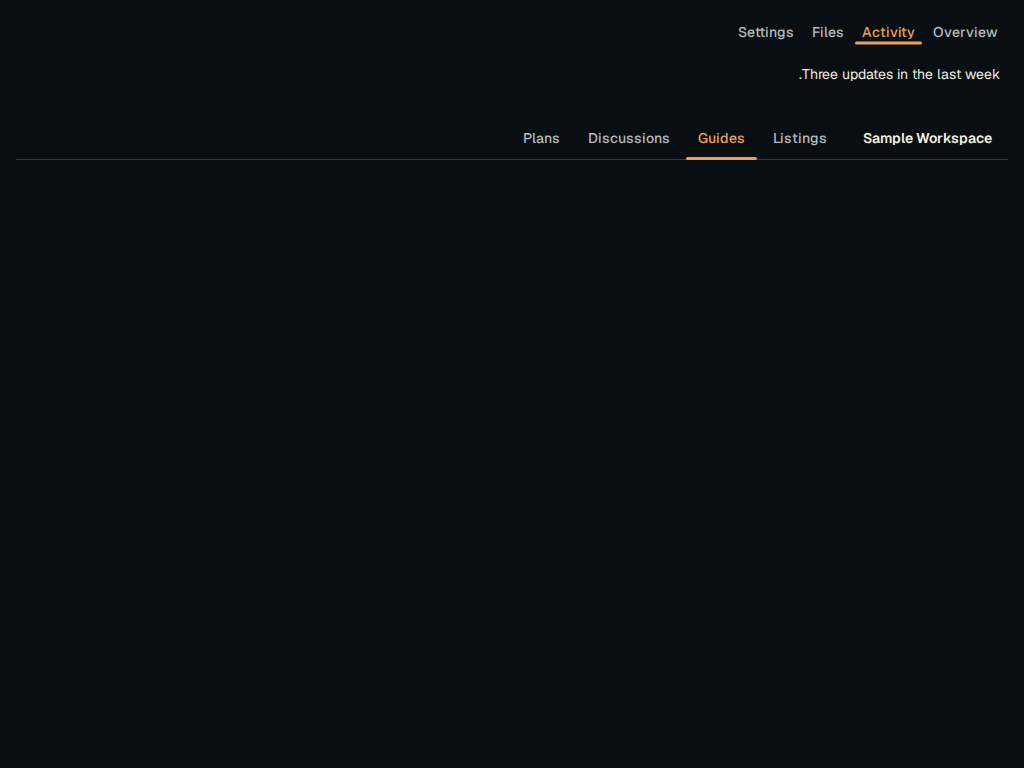 Overview Activity Files Settings
Three updates in the last week.
Sample Workspace Listings Guides Discussions Plans